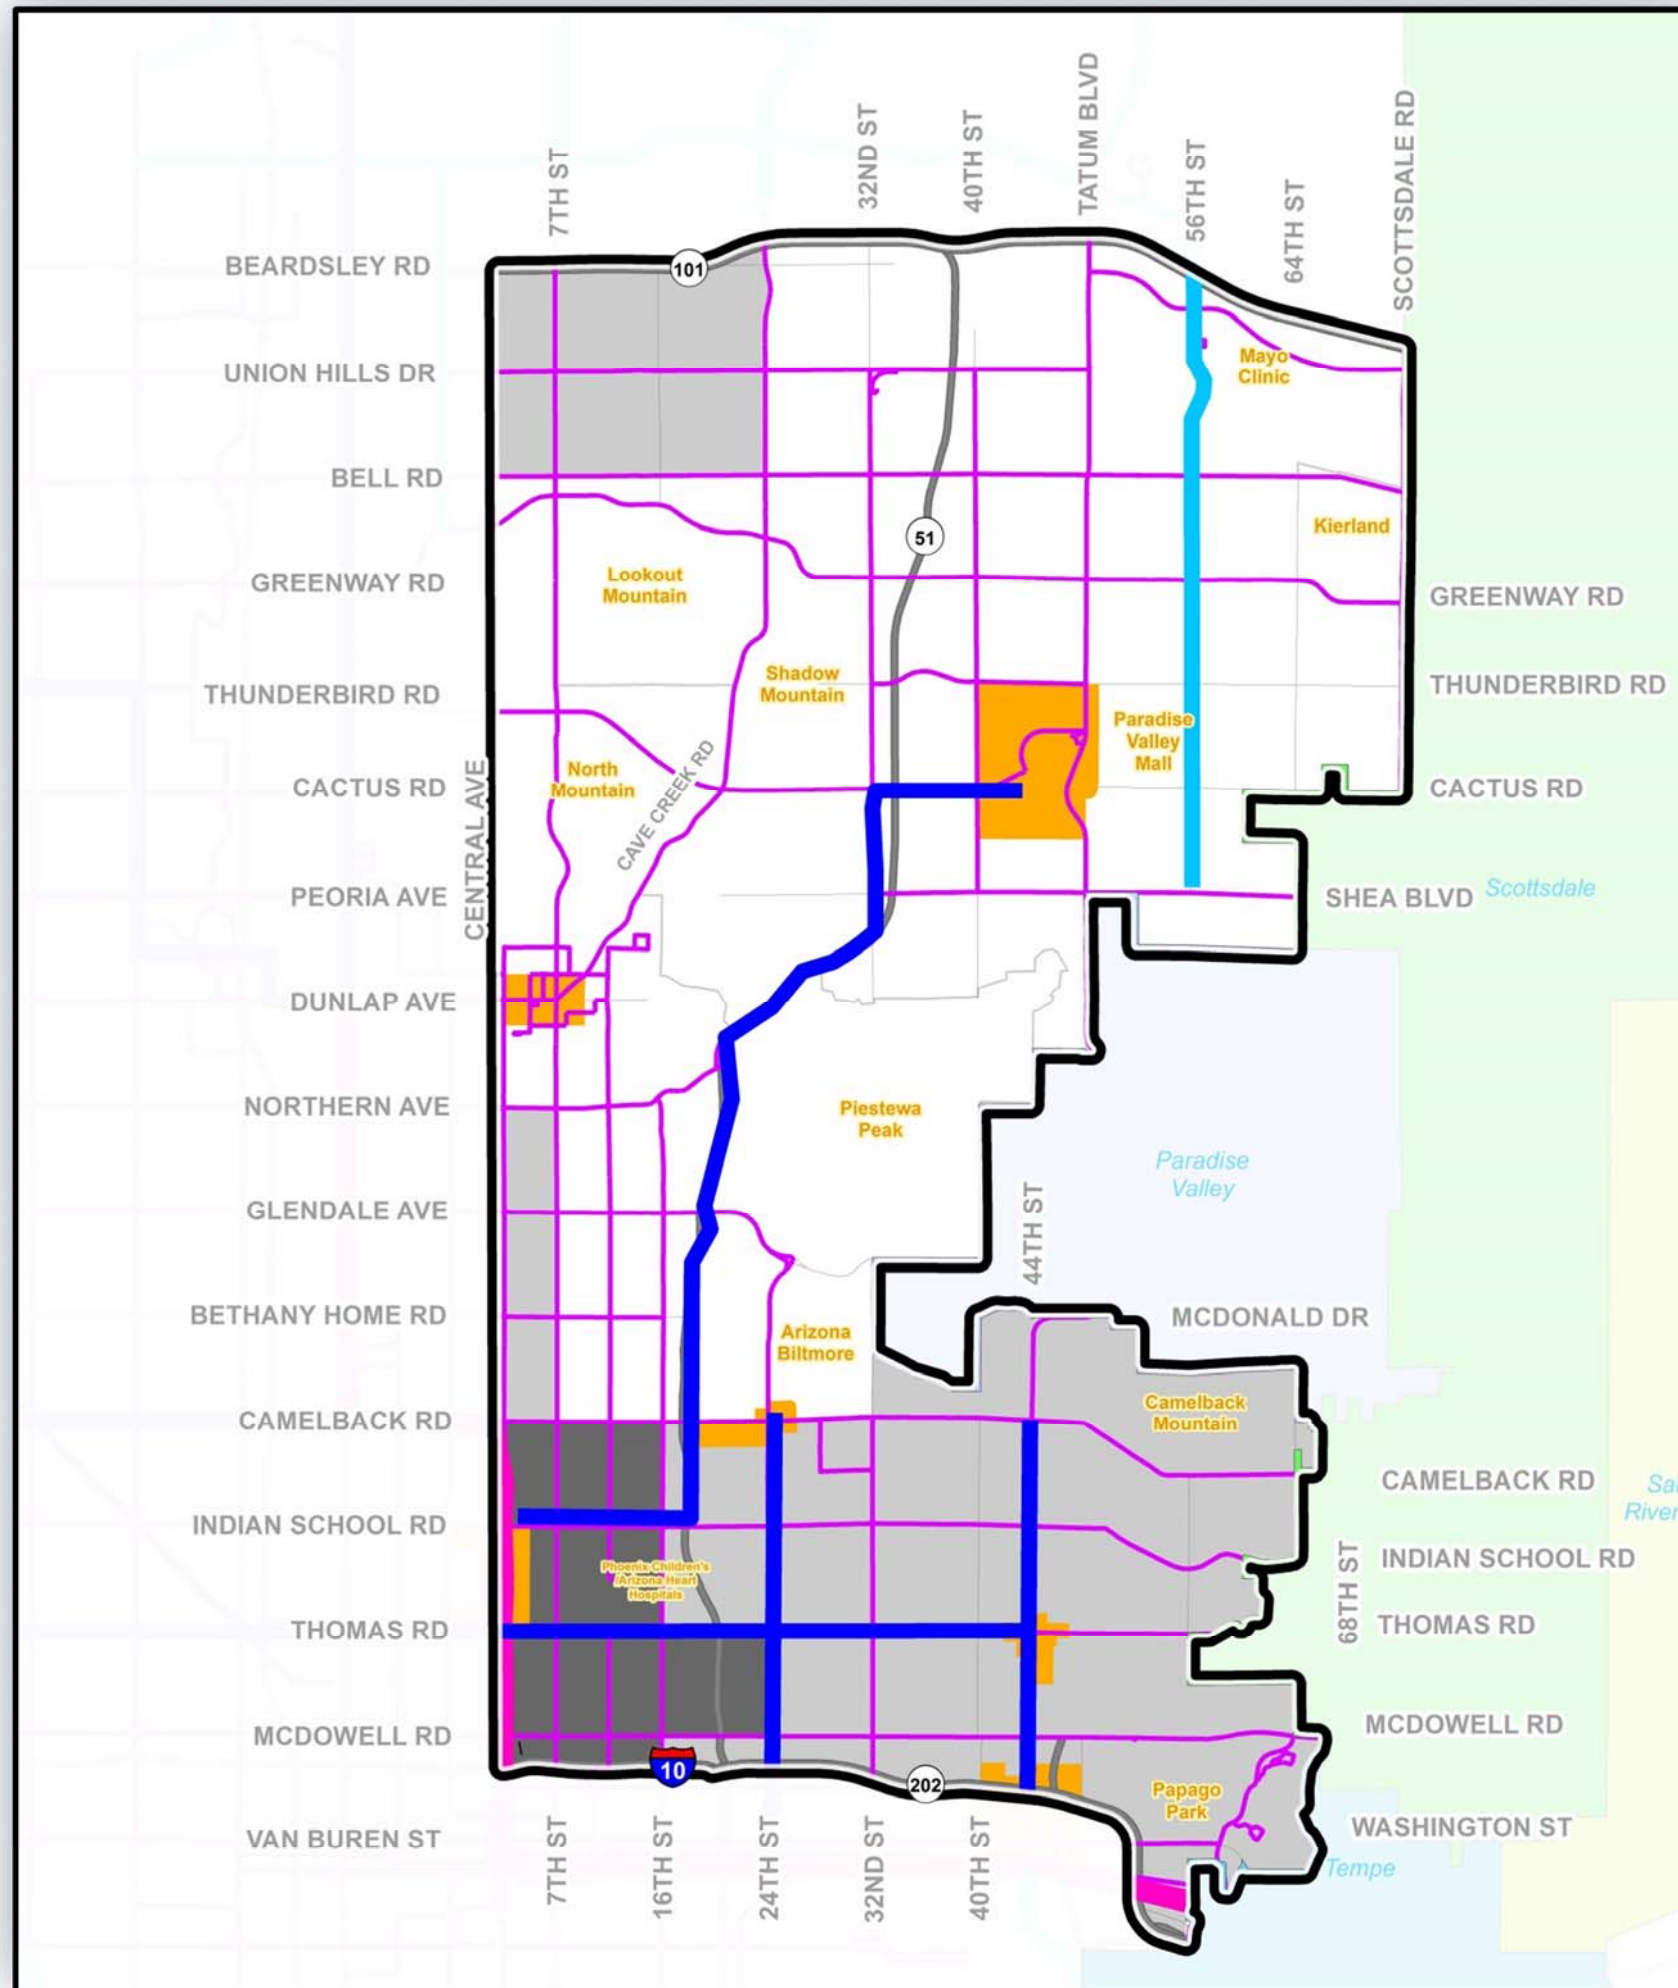 7TH ST
32ND ST
40TH ST
TATUM BLVD
56TH ST
64TH ST
SCOTTSDALE RD
BEARDSLEY RD
101
UNION HILLS DR
Mayo
Clinic
BELL RD
51
Kierland
GREENWAY RD
Lookout
Mountain
GREENWAY RD
THUNDERBIRD RD
Shadow
Mountain
THUNDERBIRD RD
Paradise
Valley
Mall
CACTUS RD
North
Mountain
CAVE CREEK RD
CACTUS RD
CENTRAL AVE
PEORIA AVE
SHEA BLVD
Scottsdale
DUNLAP AVE
NORTHERN AVE
Piestewa
Peak
Paradise
Valley
GLENDALE AVE
44TH ST
BETHANY HOME RD
Arizona
Biltmore
MCDONALD DR
CAMELBACK RD
Camelback
Mountain
CAMELBACK RD
INDIAN SCHOOL RD
Phoenix Children's
/Arizona Heart
Hospitals
INDIAN SCHOOL RD
68TH ST
THOMAS RD
THOMAS RD
MCDOWELL RD
MCDOWELL RD
10
202
Papago
Park
VAN BUREN ST
WASHINGTON ST
Tempe
7TH ST
16TH ST
24TH ST
32ND ST
40TH ST